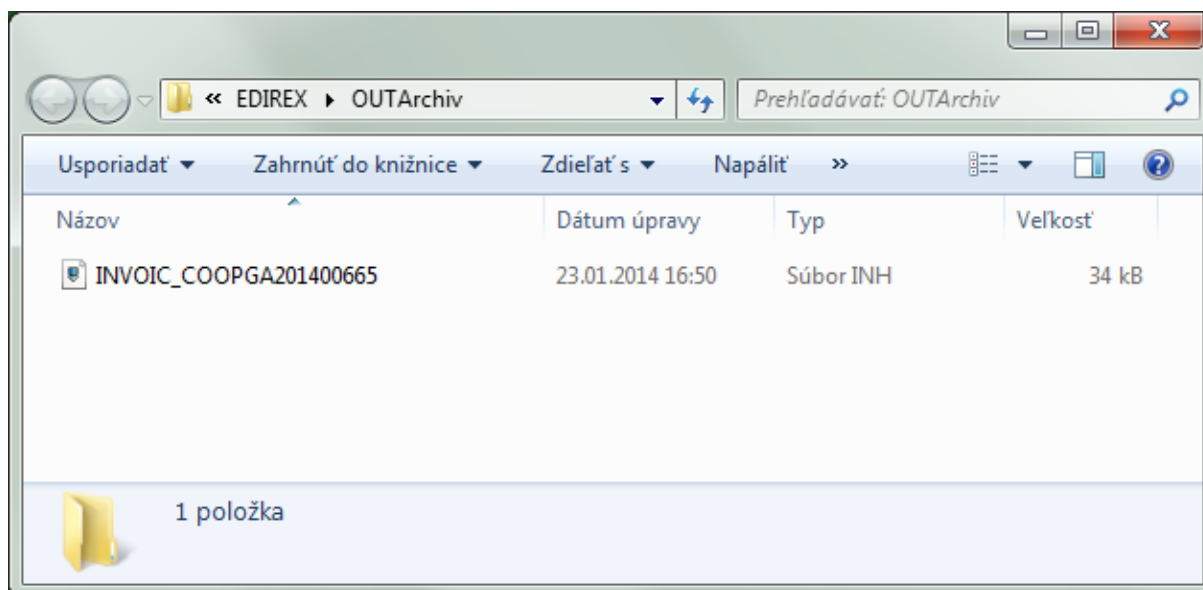 « EDIREX ▸ OUTArchiv Prehľadávať: OUTArchiv
Usporiadať Zahrnúť do knižnice Zdieľať s Napáliť »
Názov Dátum úpravy Typ Veľkosť
INVOIC_COOPGA201400665 23.01.2014 16:50 Súbor INH 34 kB
1 položka